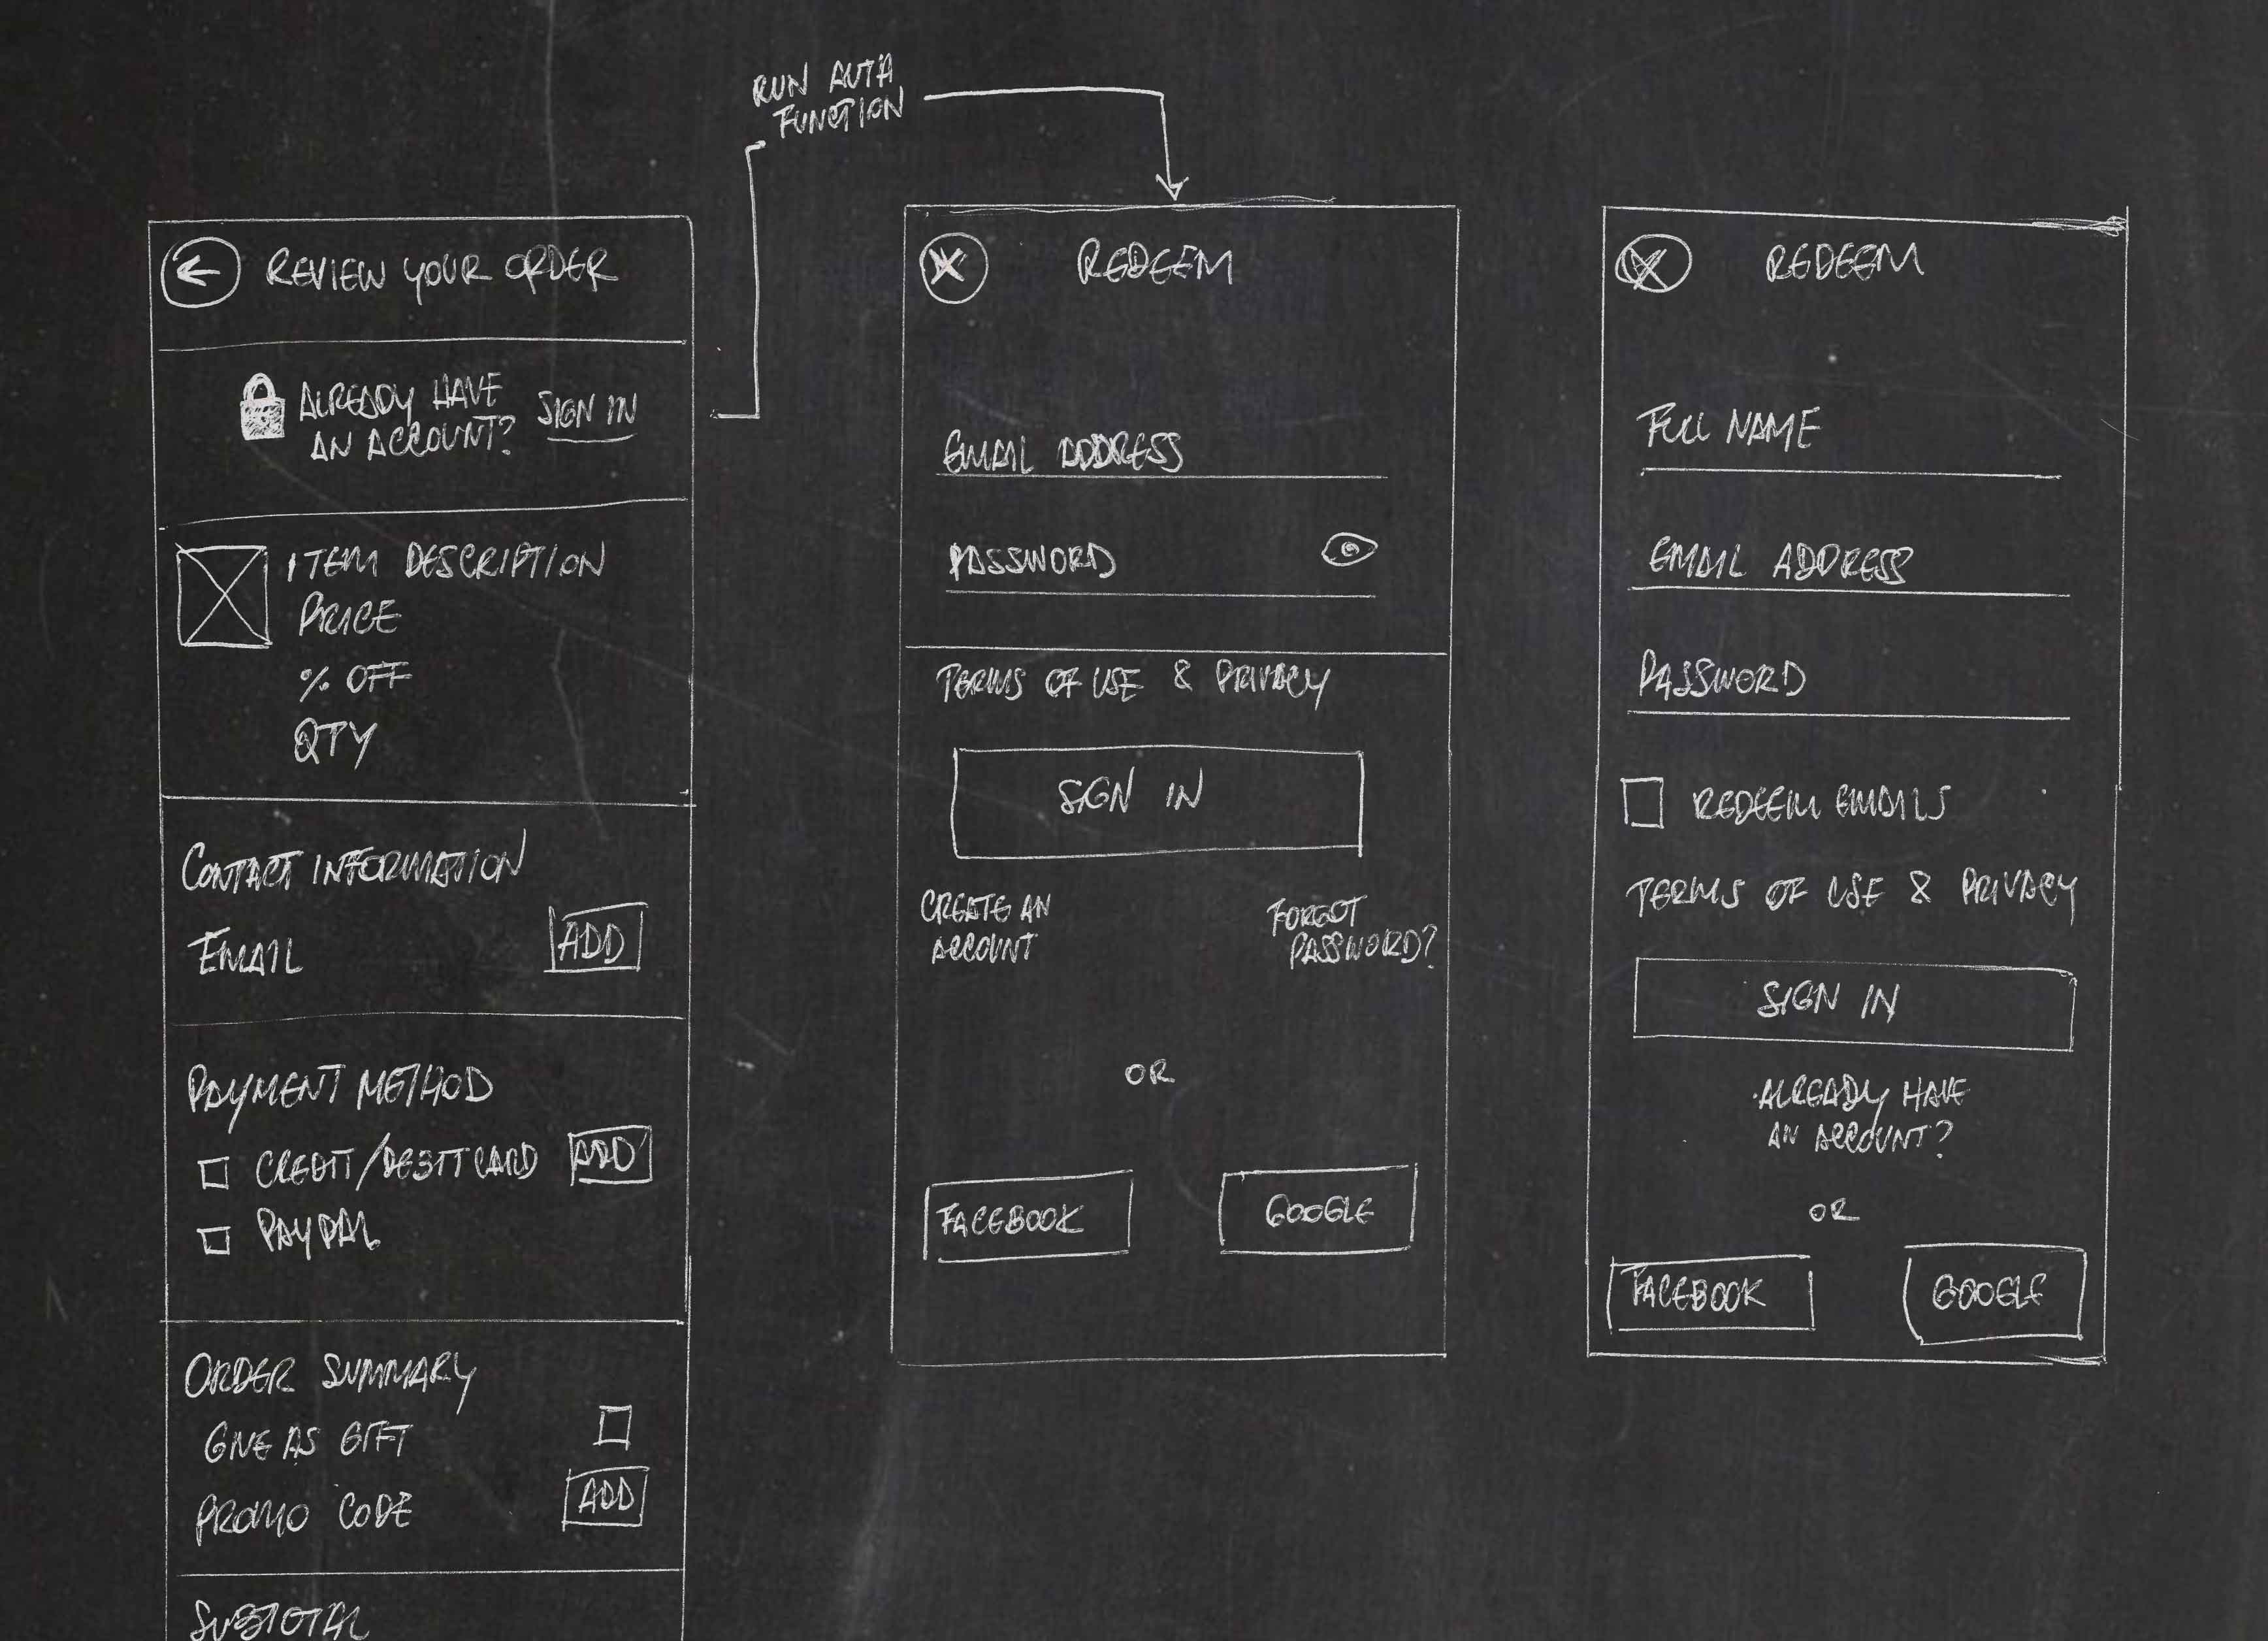 RUN AUTH
FUNCTION
REVIEW YOUR ORDER
ALREADY HAVE
AN ACCOUNT?
SIGN IN
ITEM DESCRIPTION
PRICE
% OFF
QTY
CONTACT INFORMATION
EMAIL
ADD
PAYMENT METHOD
CREDIT/DEBIT CARD
ADD
PAYPAL
ORDER SUMMARY
GIVE AS GIFT
PROMO CODE
ADD
SUBTOTAL
REDEEM
EMAIL ADDRESS
PASSWORD
TERMS OF USE & PRIVACY
SIGN IN
CREATE AN
ACCOUNT
FORGOT
PASSWORD?
OR
FACEBOOK
GOOGLE
REDEEM
FULL NAME
EMAIL ADDRESS
PASSWORD
REDEEM EMAILS
TERMS OF USE & PRIVACY
SIGN IN
ALREADY HAVE
AN ACCOUNT?
OR
FACEBOOK
GOOGLE